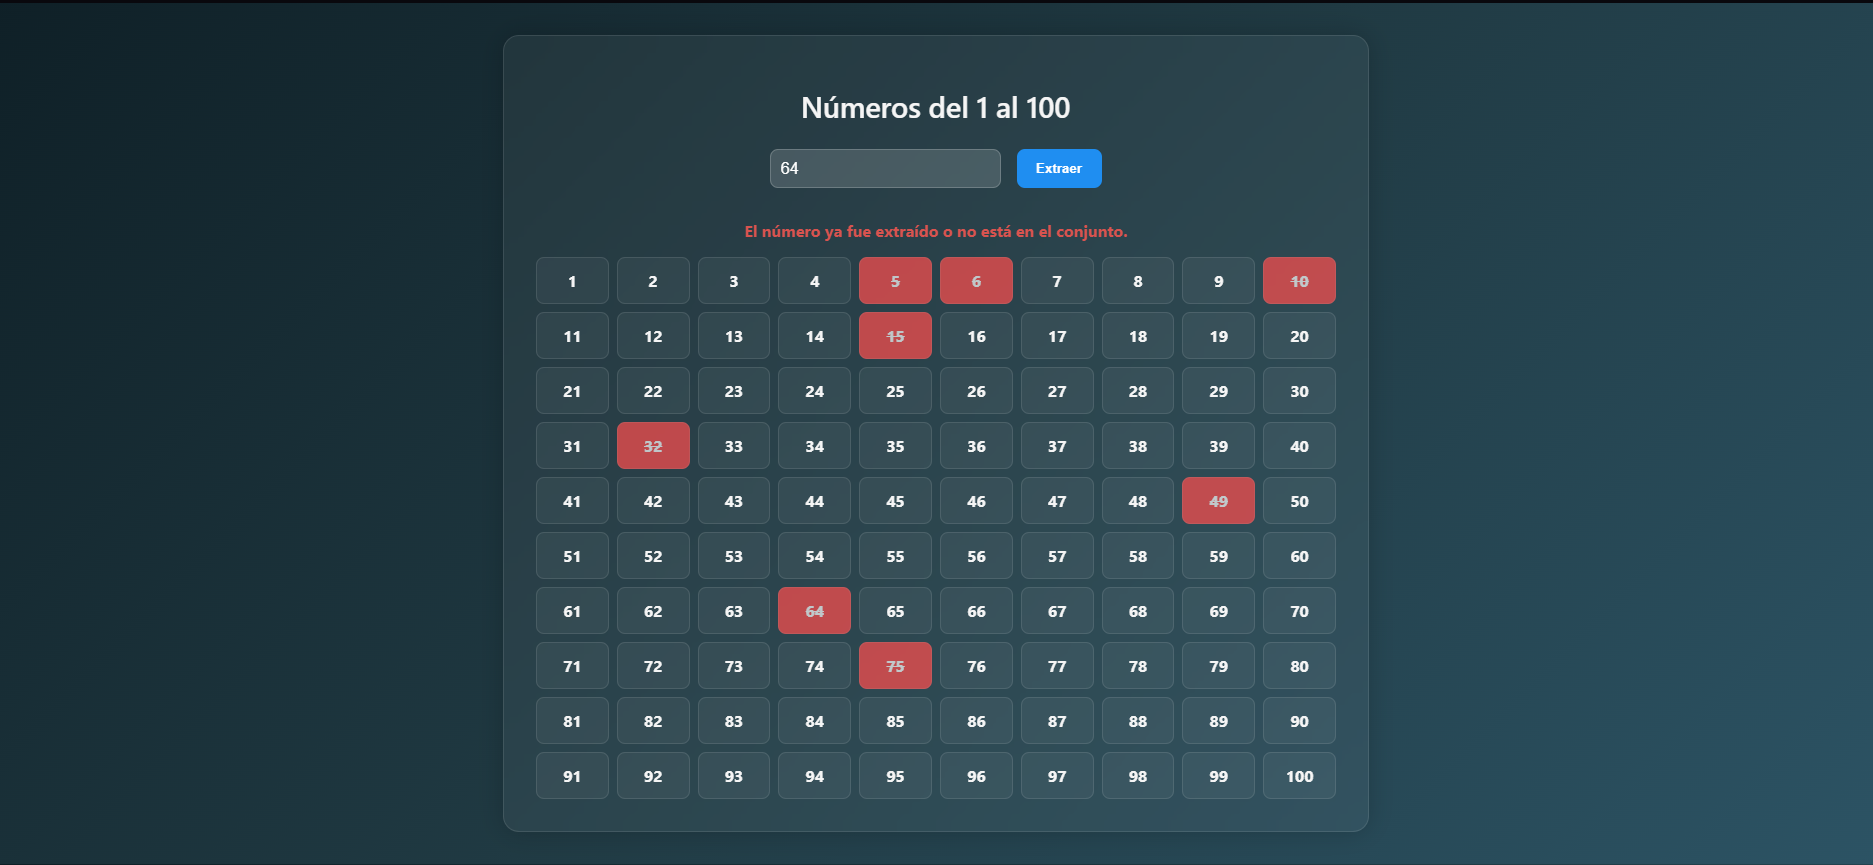 Números del 1 al 100
64 Extraer
El número ya fue extraído o no está en el conjunto.
1 2 3 4 5 6 7 8 9 10
11 12 13 14 15 16 17 18 19 20
21 22 23 24 25 26 27 28 29 30
31 32 33 34 35 36 37 38 39 40
41 42 43 44 45 46 47 48 49 50
51 52 53 54 55 56 57 58 59 60
61 62 63 64 65 66 67 68 69 70
71 72 73 74 75 76 77 78 79 80
81 82 83 84 85 86 87 88 89 90
91 92 93 94 95 96 97 98 99 100